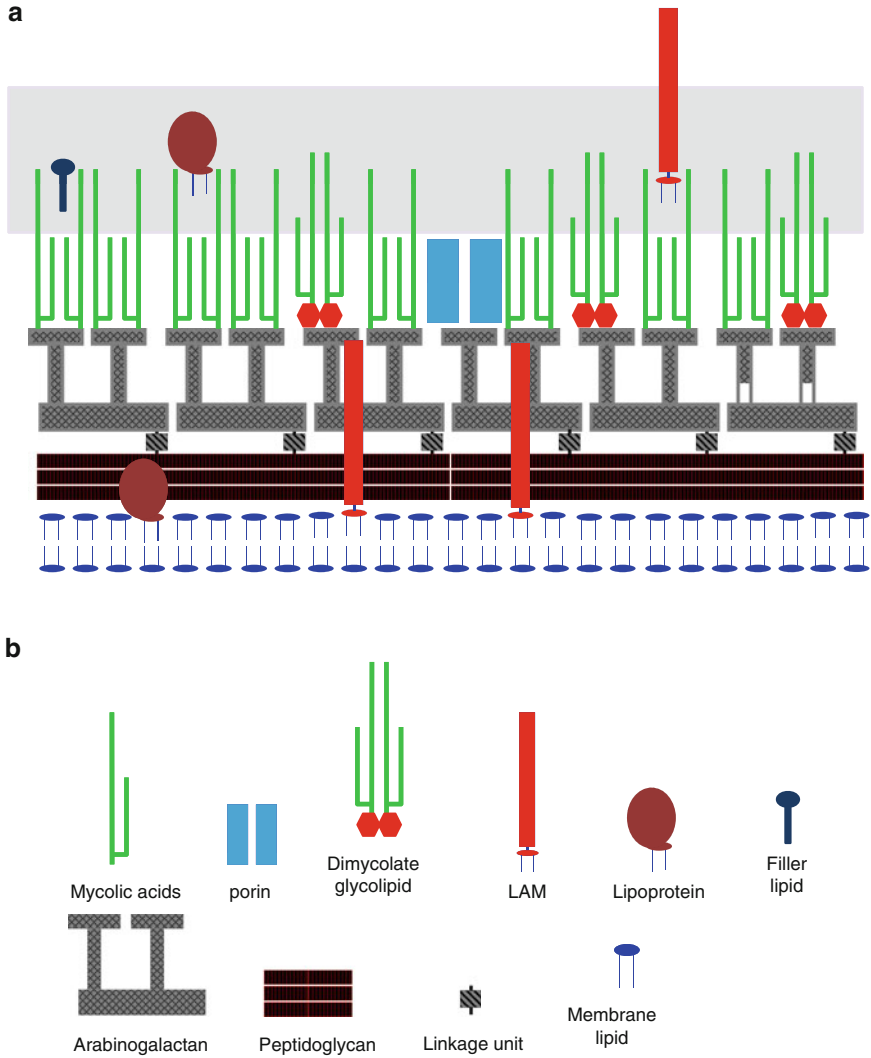 a
b
Mycolic acids
porin
Dimycolate
glycolipid
LAM
Lipoprotein
Filler
lipid
Arabinogalactan
Peptidoglycan
Linkage unit
Membrane
lipid